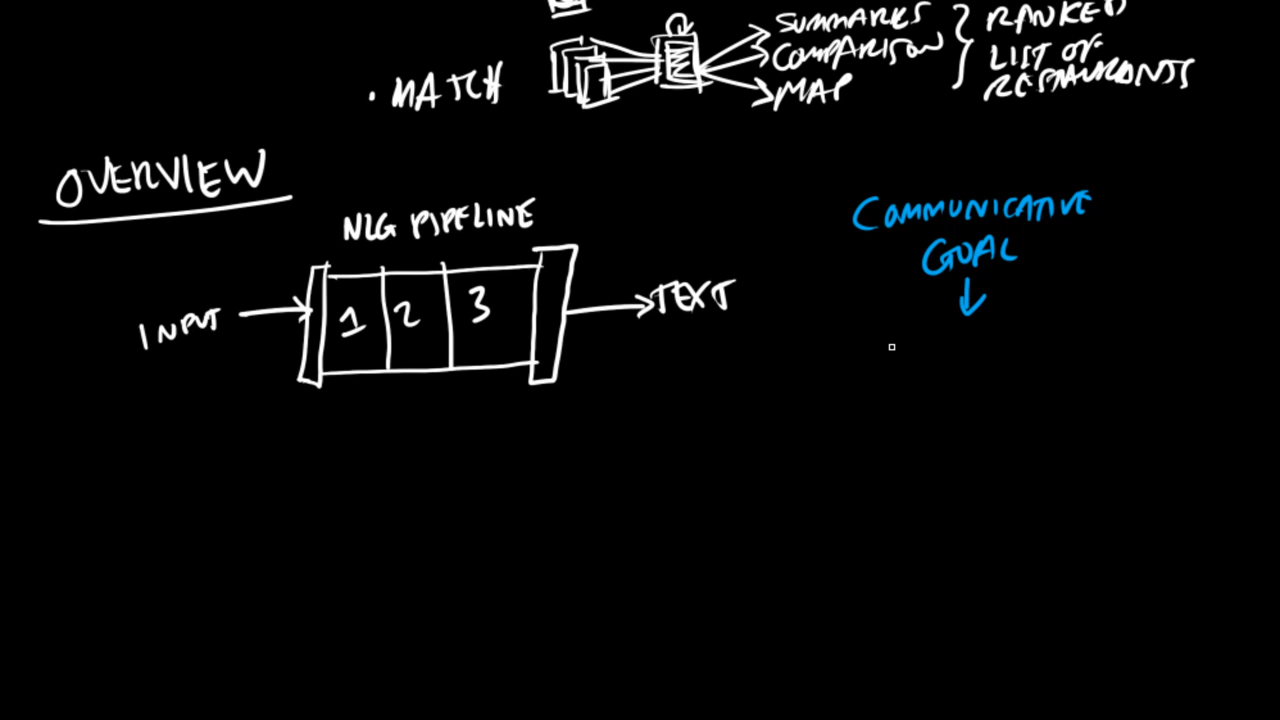 SUMMARIES
RANKED
COMPARISON
LIST OF
. MATCH
MAP
RESTAURANTS
OVERVIEW
NLG PIPELINE
INPUT
1 2 3
TEXT
COMMUNICATIVE
GOAL